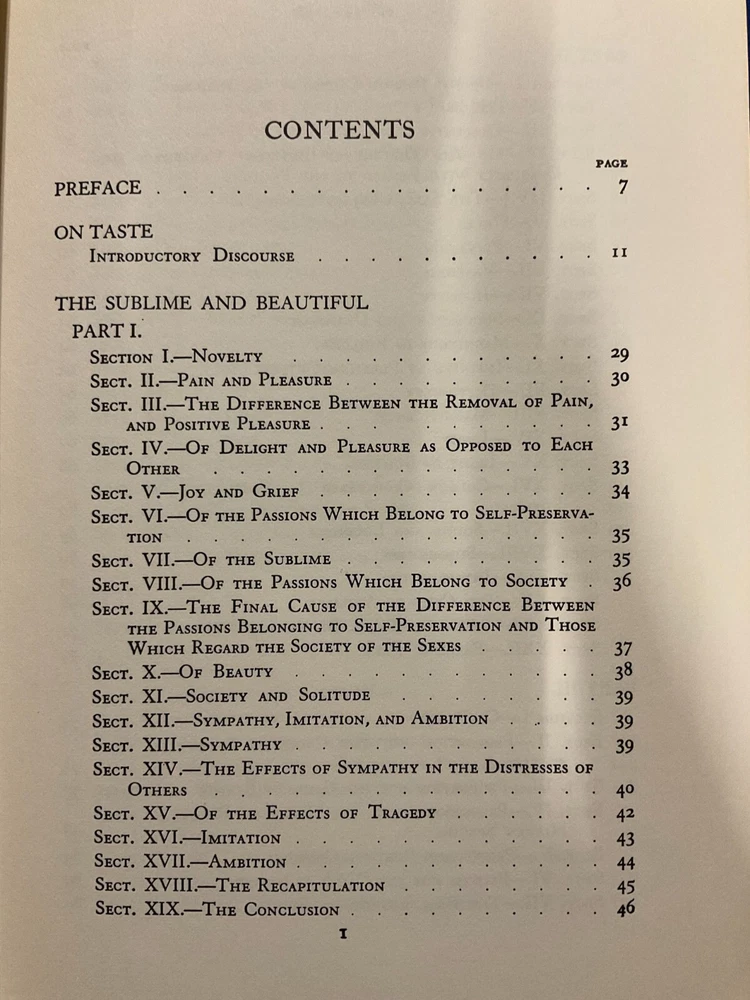 CONTENTS
PAGE
PREFACE . . . . . . . . . . . . . . . . . 7
ON TASTE
Introductory Discourse . . . . . . . . . . . 11
THE SUBLIME AND BEAUTIFUL
PART I.
Section I.—Novelty . . . . . . . . . . . . 29
Sect. II.—Pain and Pleasure . . . . . . . . . . 30
Sect. III.—The Difference Between the Removal of Pain,
and Positive Pleasure . . . . . . . . . . 31
Sect. IV.—Of Delight and Pleasure as Opposed to Each
Other . . . . . . . . . . . . . . . 33
Sect. V.—Joy and Grief . . . . . . . . . . . 34
Sect. VI.—Of the Passions Which Belong to Self-Preserva-
tion . . . . . . . . . . . . . . . . 35
Sect. VII.—Of the Sublime . . . . . . . . . . 35
Sect. VIII.—Of the Passions Which Belong to Society . 36
Sect. IX.—The Final Cause of the Difference Between
the Passions Belonging to Self-Preservation and Those
Which Regard the Society of the Sexes . . . . . 37
Sect. X.—Of Beauty . . . . . . . . . . . . 38
Sect. XI.—Society and Solitude . . . . . . . . 39
Sect. XII.—Sympathy, Imitation, and Ambition . . . . 39
Sect. XIII.—Sympathy . . . . . . . . . . . . 39
Sect. XIV.—The Effects of Sympathy in the Distresses of
Others . . . . . . . . . . . . . . . 40
Sect. XV.—Of the Effects of Tragedy . . . . . . 42
Sect. XVI.—Imitation . . . . . . . . . . . . 43
Sect. XVII.—Ambition . . . . . . . . . . . . 44
Sect. XVIII.—The Recapitulation . . . . . . . . 45
Sect. XIX.—The Conclusion . . . . . . . . . . 46
1